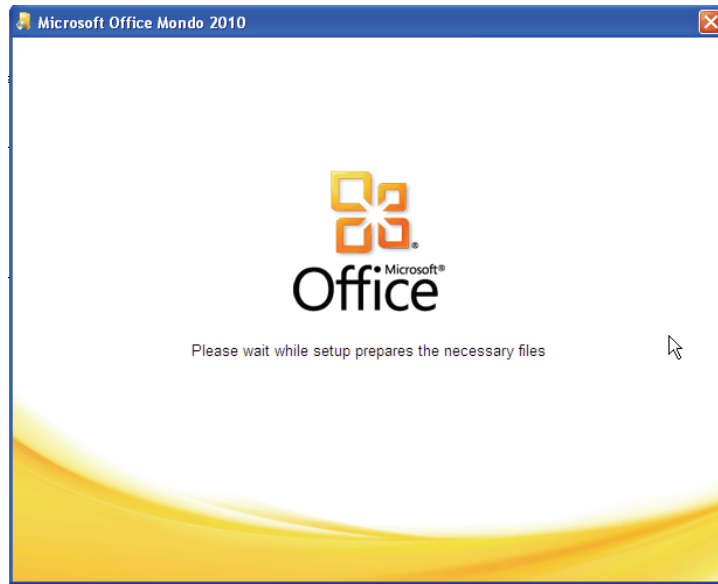 Microsoft Office Mondo 2010
Microsoft®
Office
Please wait while setup prepares the necessary files